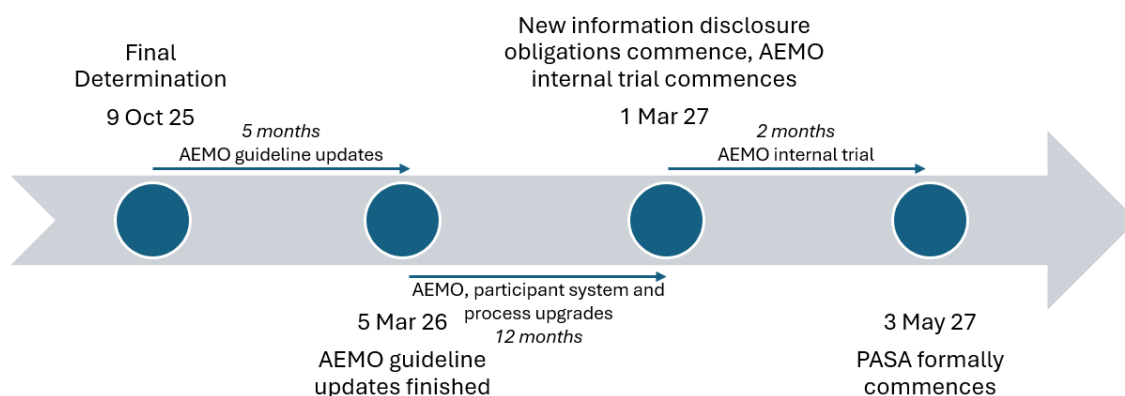 Final
Determination
9 Oct 25
5 months
AEMO guideline updates
New information disclosure
obligations commence, AEMO
internal trial commences
1 Mar 27
2 months
AEMO internal trial
AEMO, participant system and
process upgrades
12 months
5 Mar 26
AEMO guideline
updates finished
3 May 27
PASA formally
commences